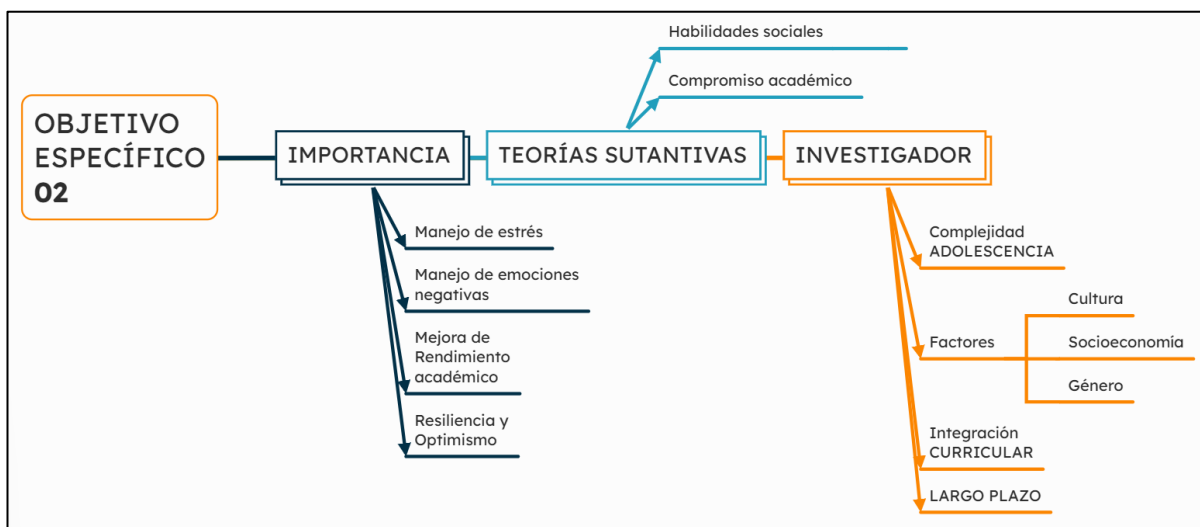 OBJETIVO
ESPECÍFICO
02
IMPORTANCIA
Manejo de estrés
Manejo de emociones
negativas
Mejora de
Rendimiento
académico
Resiliencia y
Optimismo
TEORÍAS SUTANTIVAS
Habilidades sociales
Compromiso académico
INVESTIGADOR
Complejidad
ADOLESCENCIA
Factores
Cultura
Socioeconomía
Género
Integración
CURRICULAR
LARGO PLAZO